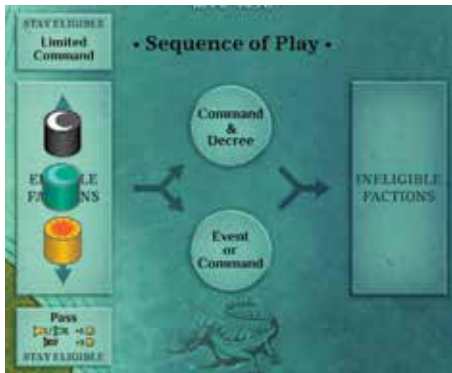 STAY ELIGIBLE
Limited
Command
• Sequence of Play •
Command
&
Decree
INELIGIBLE
FACTIONS
Event
or
Command
Pass
STAY ELIGIBLE